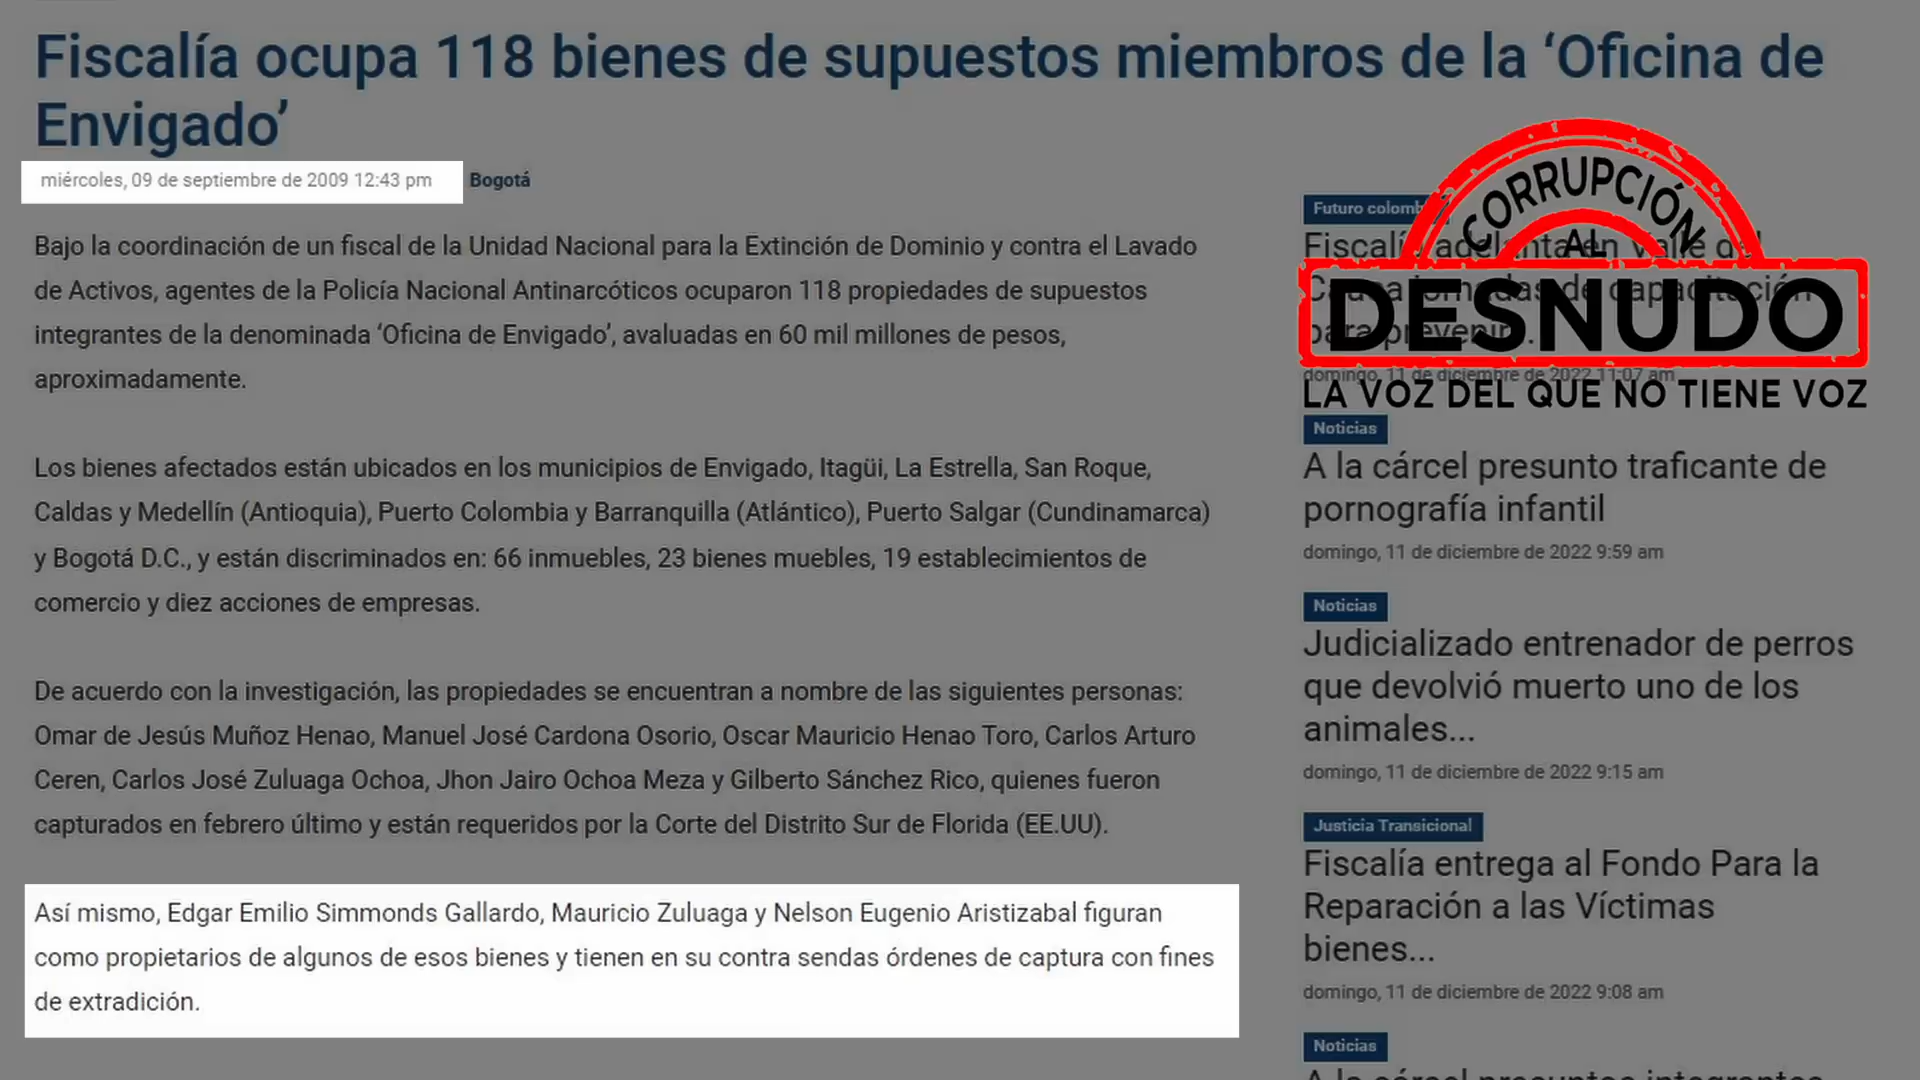 Fiscalía ocupa 118 bienes de supuestos miembros de la ‘Oficina de
Envigado’
miércoles, 09 de septiembre de 2009 12:43 pm Bogotá
Bajo la coordinación de un fiscal de la Unidad Nacional para la Extinción de Dominio y contra el Lavado
de Activos, agentes de la Policía Nacional Antinarcóticos ocuparon 118 propiedades de supuestos
integrantes de la denominada ‘Oficina de Envigado’, avaluadas en 60 mil millones de pesos,
aproximadamente.
Los bienes afectados están ubicados en los municipios de Envigado, Itagüi, La Estrella, San Roque,
Caldas y Medellín (Antioquia), Puerto Colombia y Barranquilla (Atlántico), Puerto Salgar (Cundinamarca)
y Bogotá D.C., y están discriminados en: 66 inmuebles, 23 bienes muebles, 19 establecimientos de
comercio y diez acciones de empresas.
De acuerdo con la investigación, las propiedades se encuentran a nombre de las siguientes personas:
Omar de Jesús Muñoz Henao, Manuel José Cardona Osorio, Oscar Mauricio Henao Toro, Carlos Arturo
Ceren, Carlos José Zuluaga Ochoa, Jhon Jairo Ochoa Meza y Gilberto Sánchez Rico, quienes fueron
capturados en febrero último y están requeridos por la Corte del Distrito Sur de Florida (EE.UU).
Así mismo, Edgar Emilio Simmonds Gallardo, Mauricio Zuluaga y Nelson Eugenio Aristizabal figuran
como propietarios de algunos de esos bienes y tienen en su contra sendas órdenes de captura con fines
de extradición.
CORRUPCIÓN
AL
DESNUDO
LA VOZ DEL QUE NO TIENE VOZ
Futuro
Fiscalía adelanta en Valle del
Cauca jornadas de capacitación
para prevenir...
domingo, 11 de diciembre de 2022 11:07 am
Noticias
A la cárcel presunto traficante de
pornografía infantil
domingo, 11 de diciembre de 2022 9:59 am
Noticias
Judicializado entrenador de perros
que devolvió muerto uno de los
animales...
domingo, 11 de diciembre de 2022 9:15 am
Justicia Transicional
Fiscalía entrega al Fondo Para la
Reparación a las Víctimas
bienes...
domingo, 11 de diciembre de 2022 9:08 am
Noticias
A la cárcel presuntos integrantes